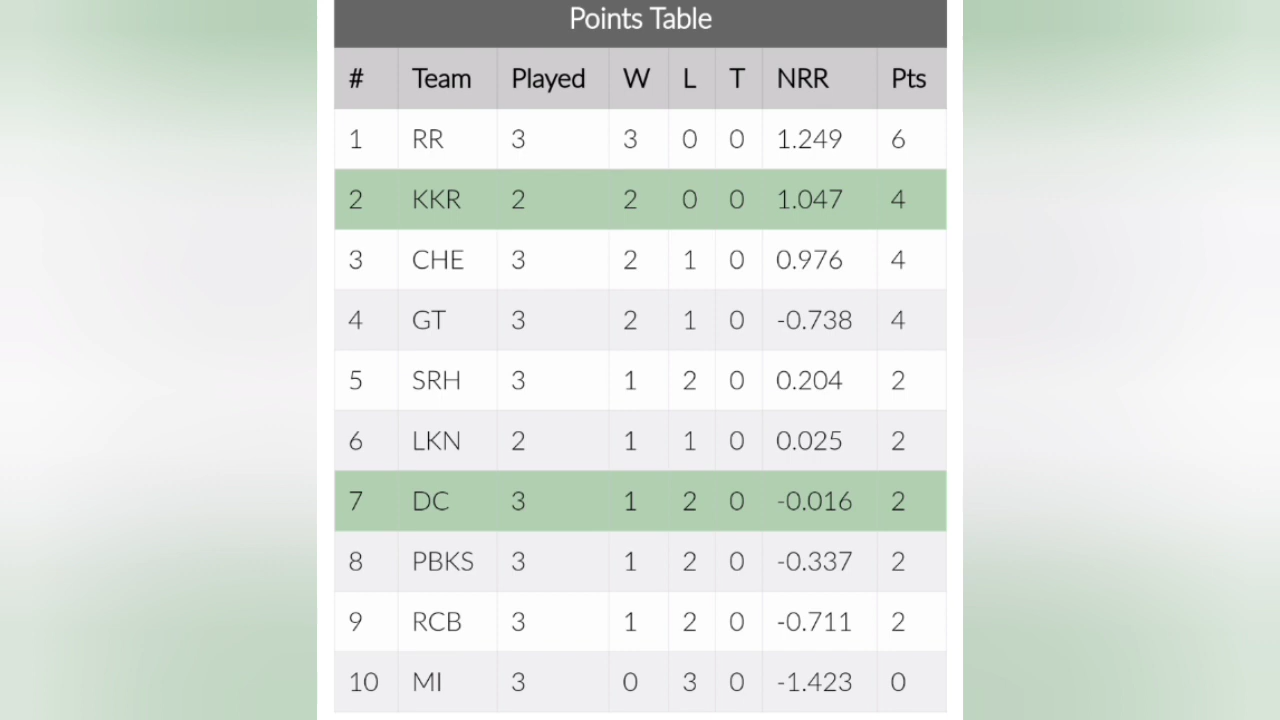 Points Table
# Team Played W L T NRR Pts
1 RR 3 3 0 0 1.249 6
2 KKR 2 2 0 0 1.047 4
3 CHE 3 2 1 0 0.976 4
4 GT 3 2 1 0 -0.738 4
5 SRH 3 1 2 0 0.204 2
6 LKN 2 1 1 0 0.025 2
7 DC 3 1 2 0 -0.016 2
8 PBKS 3 1 2 0 -0.337 2
9 RCB 3 1 2 0 -0.711 2
10 MI 3 0 3 0 -1.423 0